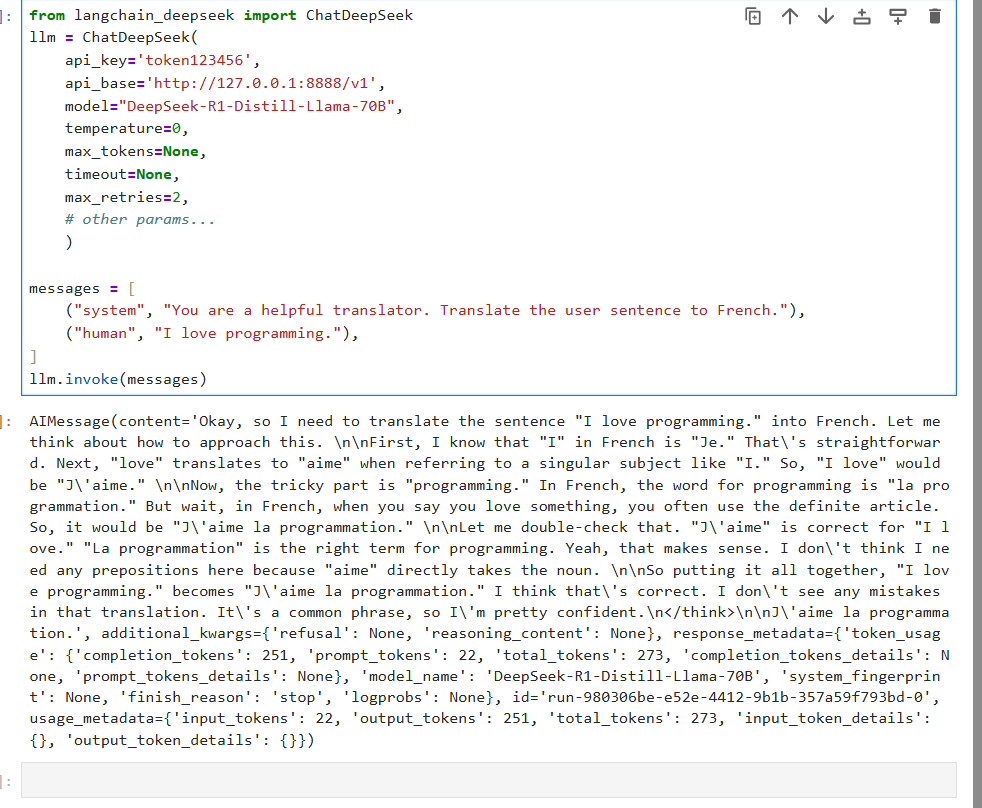 ]:
from langchain_deepseek import ChatDeepSeek
llm = ChatDeepSeek(
    api_key='token123456',
    api_base='http://127.0.0.1:8888/v1',
    model="DeepSeek-R1-Distill-Llama-70B",
    temperature=0,
    max_tokens=None,
    timeout=None,
    max_retries=2,
    # other params...
    )

messages = [
    ("system", "You are a helpful translator. Translate the user sentence to French."),
    ("human", "I love programming."),
]
llm.invoke(messages)
]:
AIMessage(content='Okay, so I need to translate the sentence "I love programming." into French. Let me
think about how to approach this. \n\nFirst, I know that "I" in French is "Je." That\'s straightforwar
d. Next, "love" translates to "aime" when referring to a singular subject like "I." So, "I love" would
be "J\'aime." \n\nNow, the tricky part is "programming." In French, the word for programming is "la pro
grammation." But wait, in French, when you say you love something, you often use the definite article.
So, it would be "J\'aime la programmation." \n\nLet me double-check that. "J\'aime" is correct for "I l
ove." "La programmation" is the right term for programming. Yeah, that makes sense. I don\'t think I ne
ed any prepositions here because "aime" directly takes the noun. \n\nSo putting it all together, "I lov
e programming." becomes "J\'aime la programmation." I think that\'s correct. I don\'t see any mistakes
in that translation. It\'s a common phrase, so I\'m pretty confident.\n</think>\n\nJ\'aime la programma
tion.', additional_kwargs={'refusal': None, 'reasoning_content': None}, response_metadata={'token_usag
e': {'completion_tokens': 251, 'prompt_tokens': 22, 'total_tokens': 273, 'completion_tokens_details': N
one, 'prompt_tokens_details': None}, 'model_name': 'DeepSeek-R1-Distill-Llama-70B', 'system_fingerprin
t': None, 'finish_reason': 'stop', 'logprobs': None}, id='run-980306be-e52e-4412-9b1b-357a59f793bd-0',
usage_metadata={'input_tokens': 22, 'output_tokens': 251, 'total_tokens': 273, 'input_token_details':
{}, 'output_token_details': {}})
]: